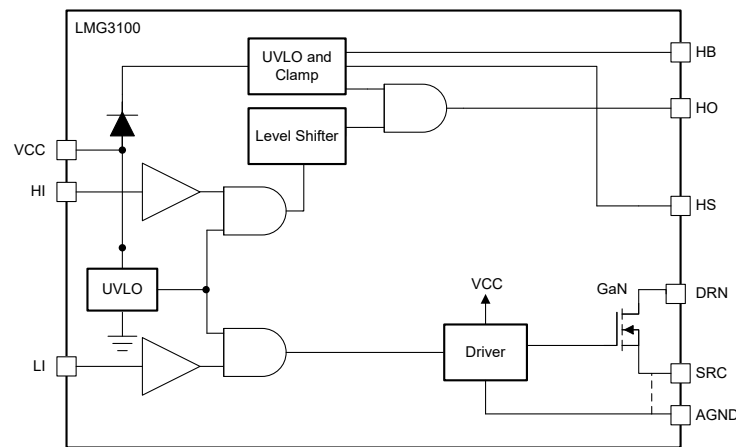 LMG3100
UVLO and
Clamp
HB
HO
Level Shifter
VCC
HI
HS
UVLO
VCC
GaN
DRN
Driver
LI
SRC
AGND